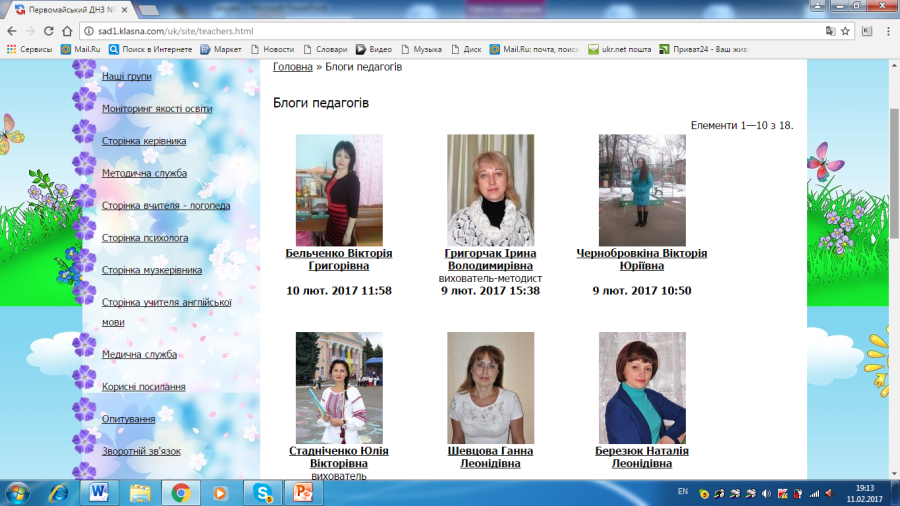 Первомайський ДНЗ №
sad1.klasna.com/uk/site/teachers.html
Сервисы Mail.Ru Поиск в Интернете Маркет Новости Словари Видео Музыка Диск Mail.Ru: почта, поиск ukr.net пошта Приват24 - Ваш жив
Наші групи
Моніторинг якості освіти
Сторінка керівника
Методична служба
Сторінка вчителя - логопеда
Сторінка психолога
Сторінка музкерівника
Сторінка учителя англійської
мови
Медична служба
Корисні посилання
Опитування
Зворотній зв'язок
Головна » Блоги педагогів
Блоги педагогів
Елементи 1—10 з 18.
Бельченко Вікторія
Григорівна
10 лют. 2017 11:58
Григорчак Ірина
Володимирівна
вихователь-методист
9 лют. 2017 15:38
Чернобровкіна Вікторія
Юріївна
9 лют. 2017 10:50
Стадніченко Юлія
Вікторівна
вихователь
Шевцова Ганна
Леонідівна
Березюк Наталія
Леонідівна
EN
19:13
11.02.2017